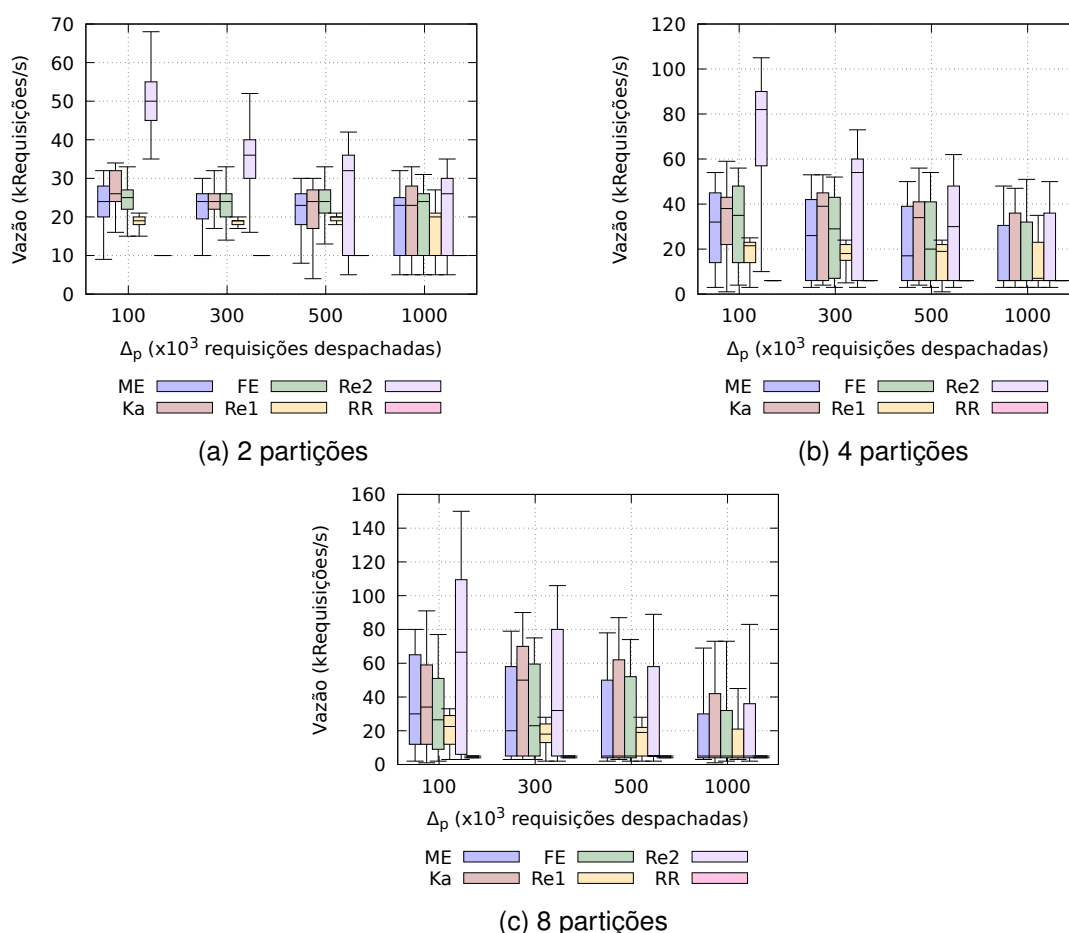 Vazão (kRequisições/s)
70
60
50
40
30
20
10
0
100 300 500 1000
Δp (x10³ requisições despachadas)
ME FE Re2
Ka Re1 RR
(a) 2 partições
Vazão (kRequisições/s)
120
100
80
60
40
20
0
100 300 500 1000
Δp (x10³ requisições despachadas)
ME FE Re2
Ka Re1 RR
(b) 4 partições
Vazão (kRequisições/s)
160
140
120
100
80
60
40
20
0
100 300 500 1000
Δp (x10³ requisições despachadas)
ME FE Re2
Ka Re1 RR
(c) 8 partições